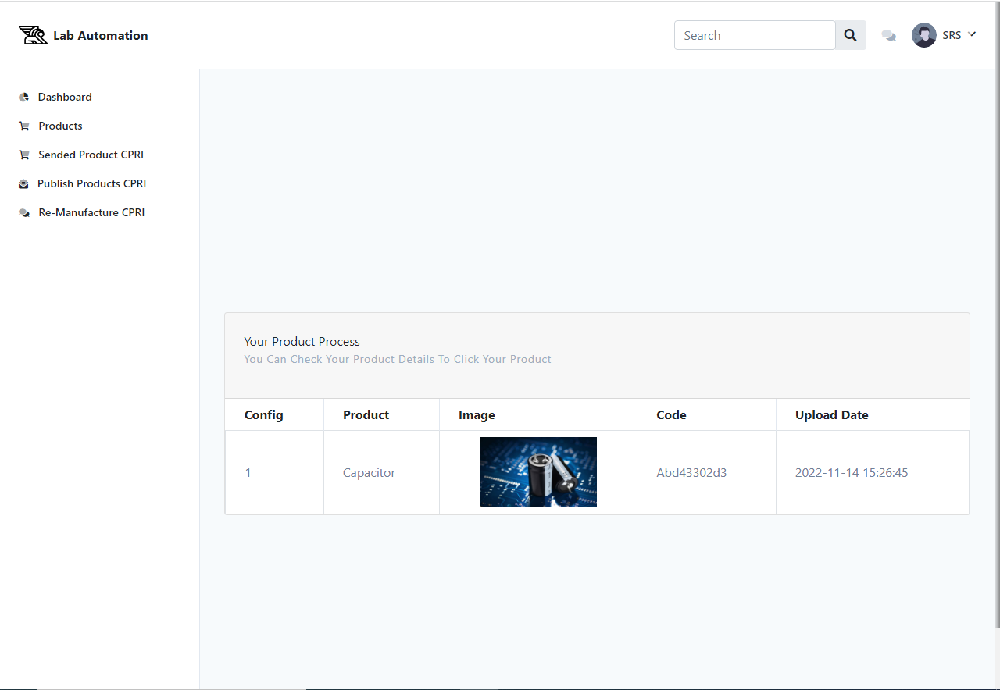 Lab Automation
Search
SRS
Dashboard
Products
Sended Product CPRI
Publish Products CPRI
Re-Manufacture CPRI
Your Product Process
You Can Check Your Product Details To Click Your Product
Config Product Image Code Upload Date
1 Capacitor Abd43302d3 2022-11-14 15:26:45